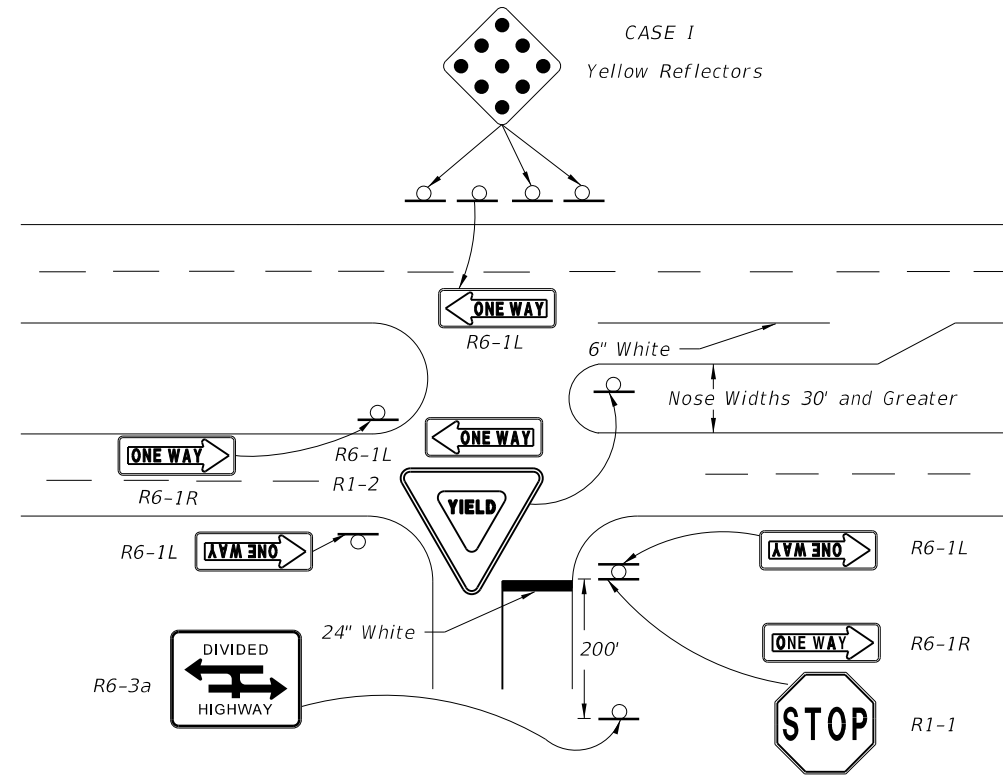 CASE I
Yellow Reflectors
ONE WAY
R6-1L
6" White
Nose Widths 30' and Greater
ONE WAY
ONE WAY
R6-1L
R6-1R
R1-2
YIELD
R6-1L
ONE WAY
ONE WAY
R6-1L
24" White
200'
ONE WAY
R6-1R
DIVIDED
HIGHWAY
R6-3a
STOP
R1-1